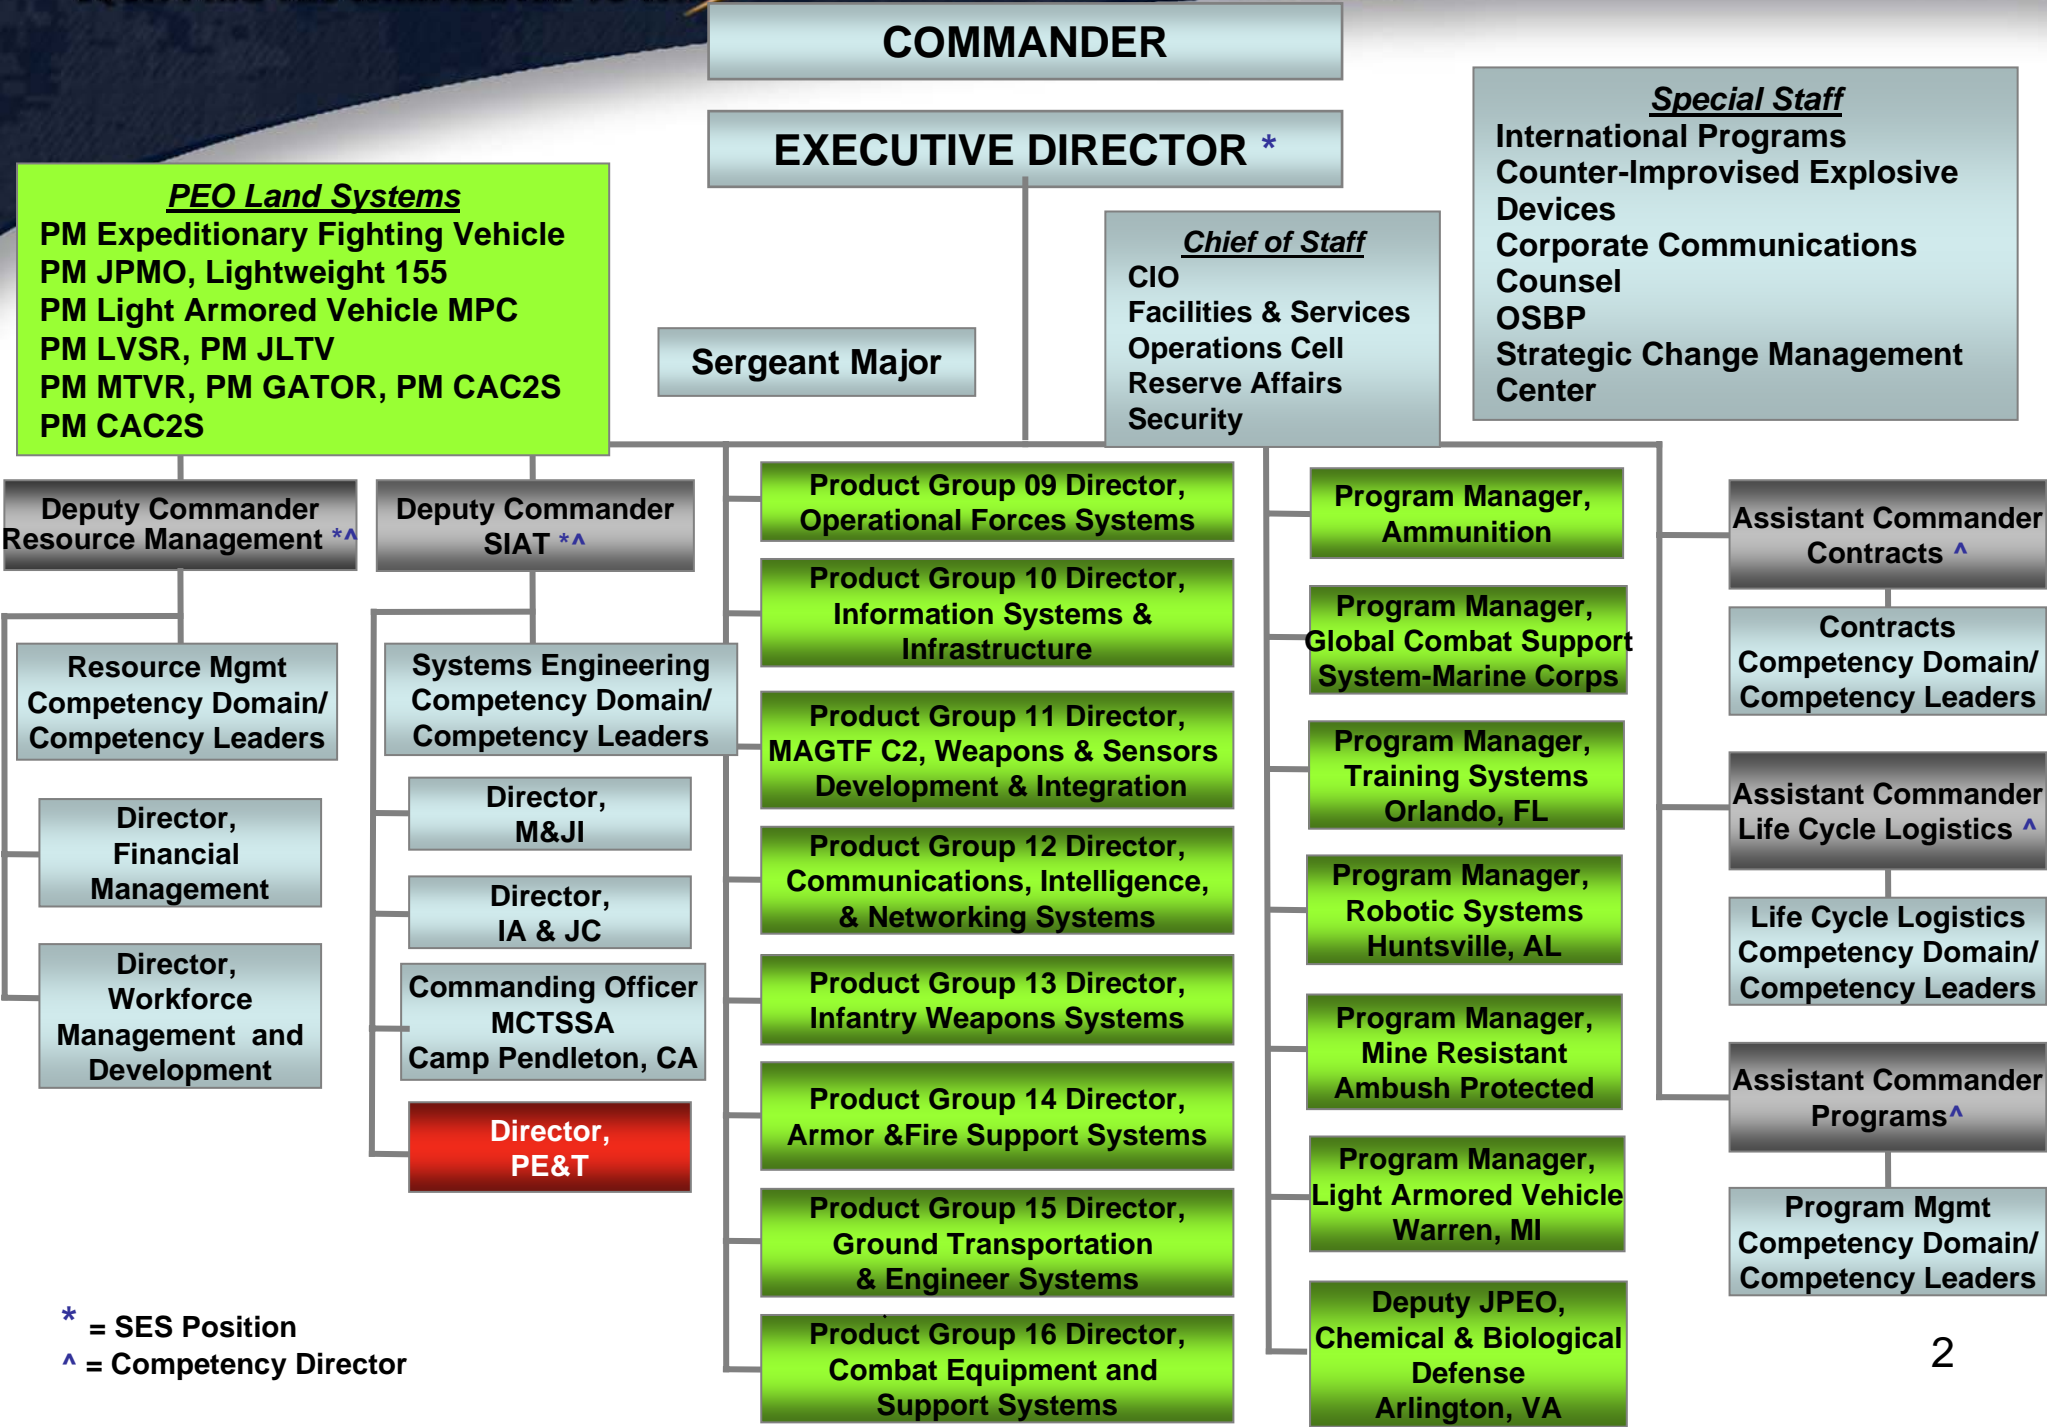 COMMANDER
EXECUTIVE DIRECTOR *
Special Staff
International Programs
Counter-Improvised Explosive
Devices
Corporate Communications
Counsel
OSBP
Strategic Change Management
Center
PEO Land Systems
PM Expeditionary Fighting Vehicle
PM JPMO, Lightweight 155
PM Light Armored Vehicle MPC
PM LVSR, PM JLTV
PM MTVR, PM GATOR, PM CAC2S
PM CAC2S
Sergeant Major
Chief of Staff
CIO
Facilities & Services
Operations Cell
Reserve Affairs
Security
Deputy Commander
Resource Management *^
Resource Mgmt
Competency Domain/
Competency Leaders
Director,
Financial
Management
Director,
Workforce
Management and
Development
Deputy Commander
SIAT *^
Systems Engineering
Competency Domain/
Competency Leaders
Director,
M&JI
Director,
IA & JC
Commanding Officer
MCTSSA
Camp Pendleton, CA
Director,
PE&T
Product Group 09 Director,
Operational Forces Systems
Product Group 10 Director,
Information Systems &
Infrastructure
Product Group 11 Director,
MAGTF C2, Weapons & Sensors
Development & Integration
Product Group 12 Director,
Communications, Intelligence,
& Networking Systems
Product Group 13 Director,
Infantry Weapons Systems
Product Group 14 Director,
Armor &Fire Support Systems
Product Group 15 Director,
Ground Transportation
& Engineer Systems
Product Group 16 Director,
Combat Equipment and
Support Systems
Program Manager,
Ammunition
Program Manager,
Global Combat Support
System-Marine Corps
Program Manager,
Training Systems
Orlando, FL
Program Manager,
Robotic Systems
Huntsville, AL
Program Manager,
Mine Resistant
Ambush Protected
Program Manager,
Light Armored Vehicle
Warren, MI
Deputy JPEO,
Chemical & Biological
Defense
Arlington, VA
Assistant Commander
Contracts ^
Contracts
Competency Domain/
Competency Leaders
Assistant Commander
Life Cycle Logistics ^
Life Cycle Logistics
Competency Domain/
Competency Leaders
Assistant Commander
Programs^
Program Mgmt
Competency Domain/
Competency Leaders
* = SES Position
^ = Competency Director
2